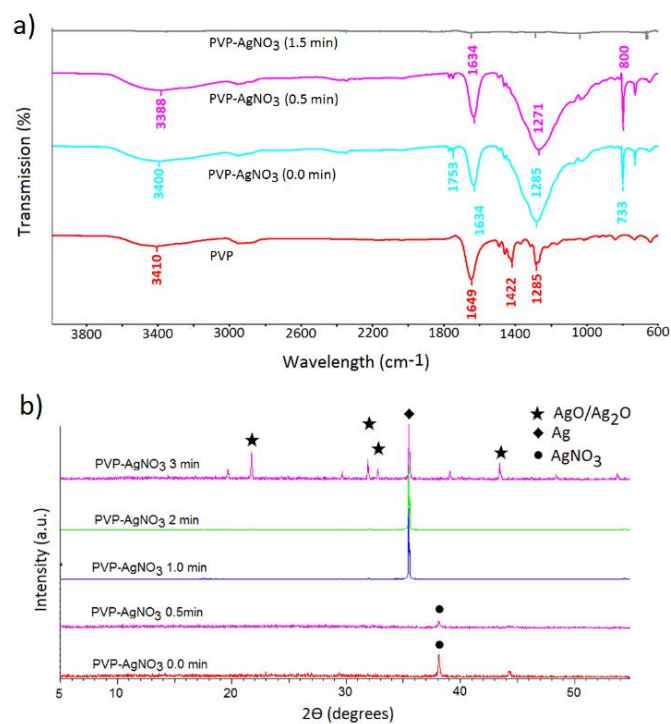 a)
PVP-AgNO3 (1.5 min)
1634
800
PVP-AgNO3 (0.5 min)
3388
1271
PVP-AgNO3 (0.0 min)
3400
1753
1634
1285
733
PVP
3410
1649
1422
1285
Transmission (%)
3800 3400 3000 2600 2200 1800 1400 1000 600
Wavelength (cm-1)
b)
★ AgO/Ag2O
◆ Ag
● AgNO3
PVP-AgNO3 3 min
PVP-AgNO3 2 min
PVP-AgNO3 1.0 min
PVP-AgNO3 0.5min
PVP-AgNO3 0.0 min
Intensity (a.u.)
5 10 20 30 40 50
2Θ (degrees)